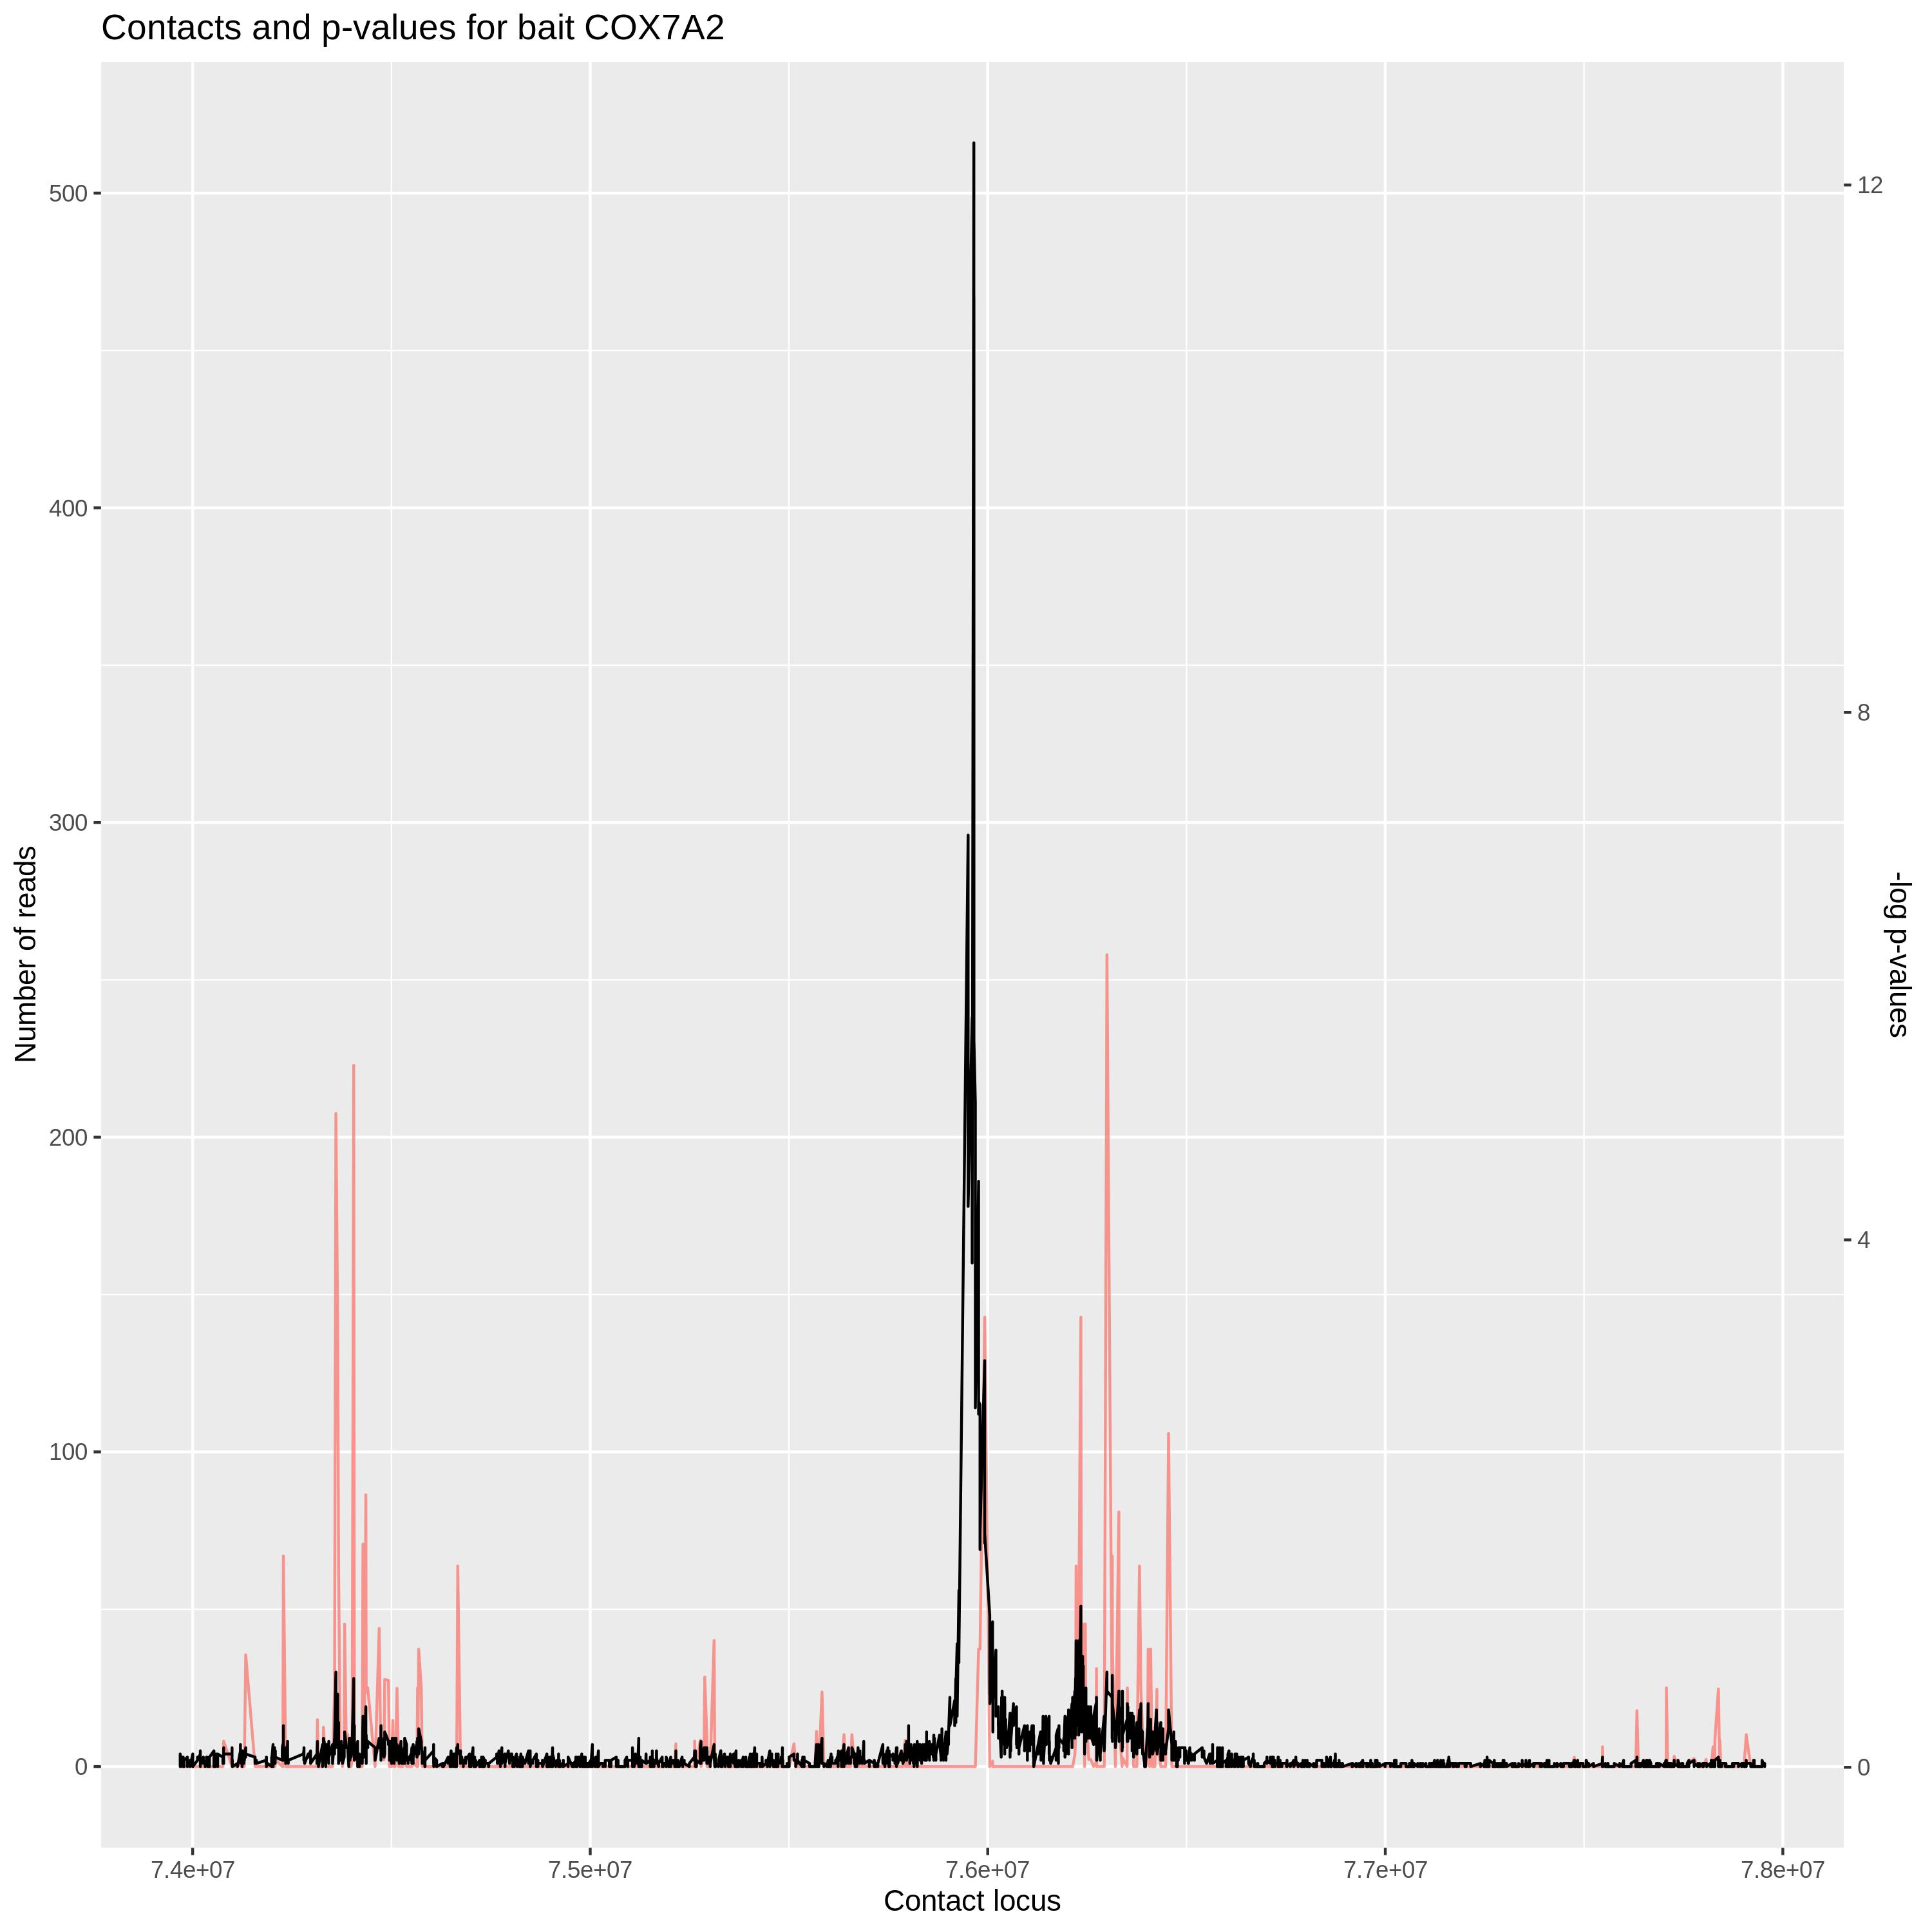 Contacts and p-values for bait COX7A2
Number of reads
500
400
300
200
100
0
12
8
4
0
-log p-values
7.4e+07
7.5e+07
7.6e+07
7.7e+07
7.8e+07
Contact locus